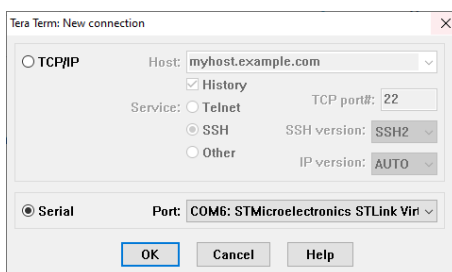 Tera Term: New connection
TCP/IP Host: myhost.example.com
History
Service: Telnet TCP port#: 22
SSH SSH version: SSH2
Other IP version: AUTO
Serial Port: COM6: STMicroelectronics STLink Virt
OK Cancel Help